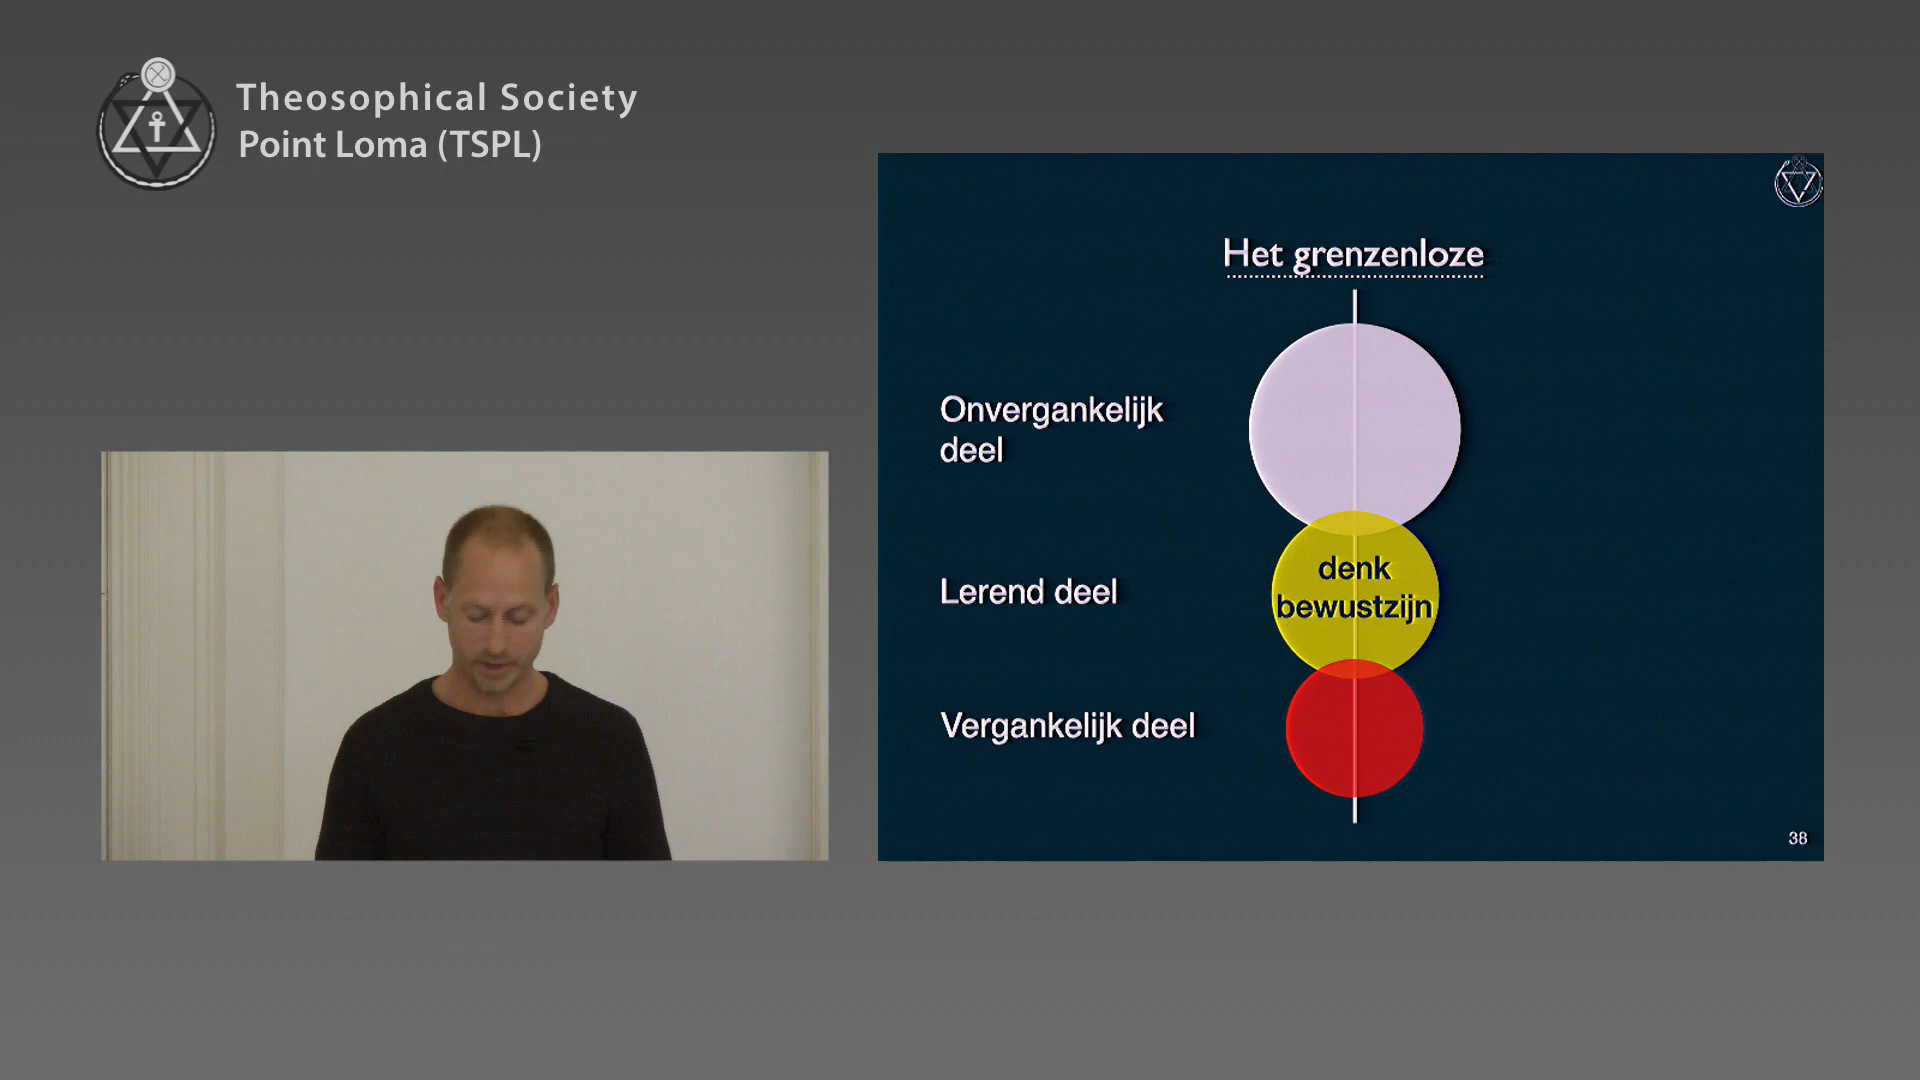 Theosophical Society
Point Loma (TSPL)
Het grenzenloze
Onvergankelijk
deel
denk
bewustzijn
Lerend deel
Vergankelijk deel
38